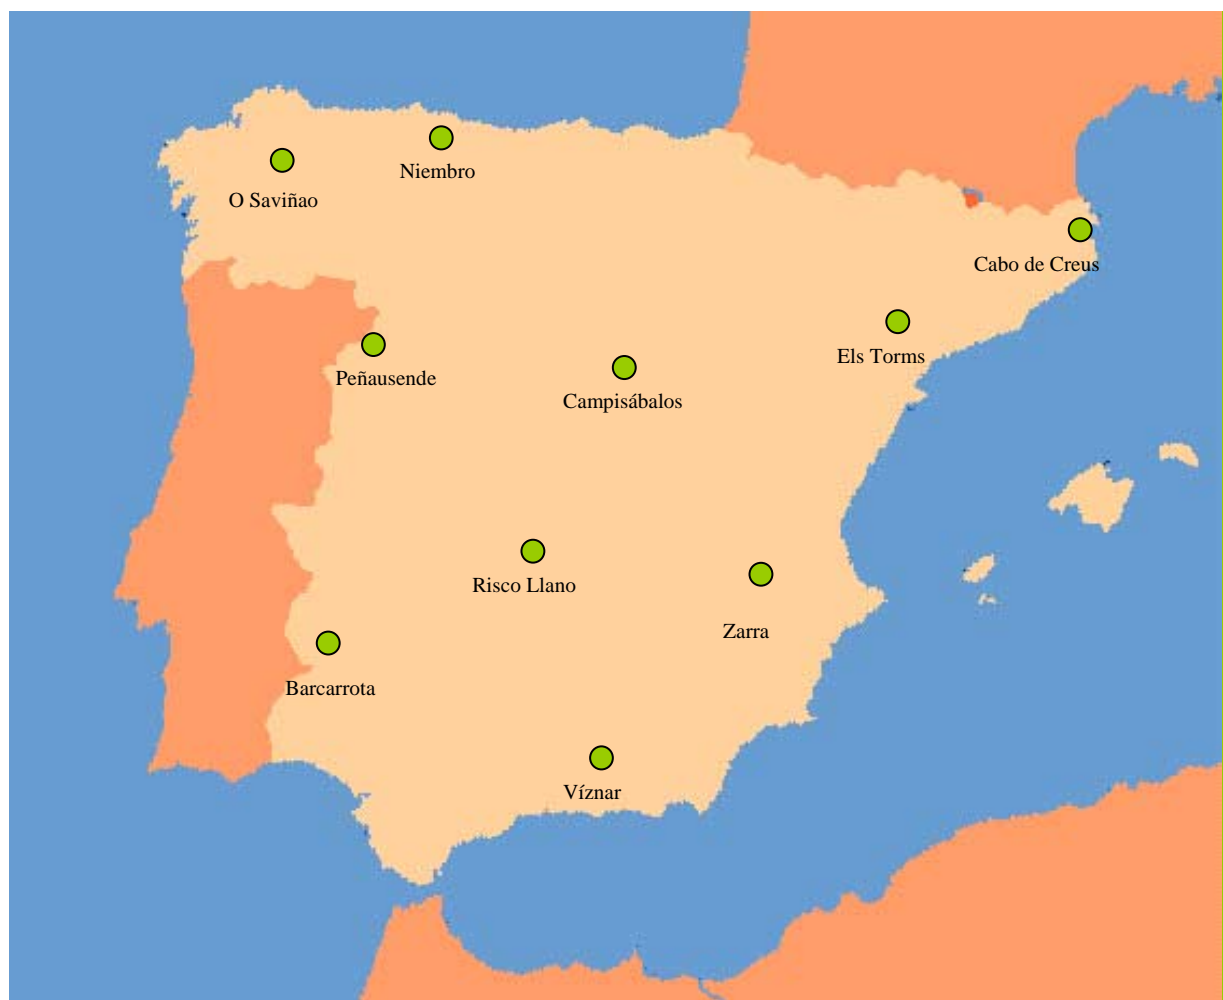 Niembro
O Saviñao
Cabo de Creus
Els Torms
Peñausende
Campisábalos
Risco Llano
Zarra
Barcarrota
Víznar